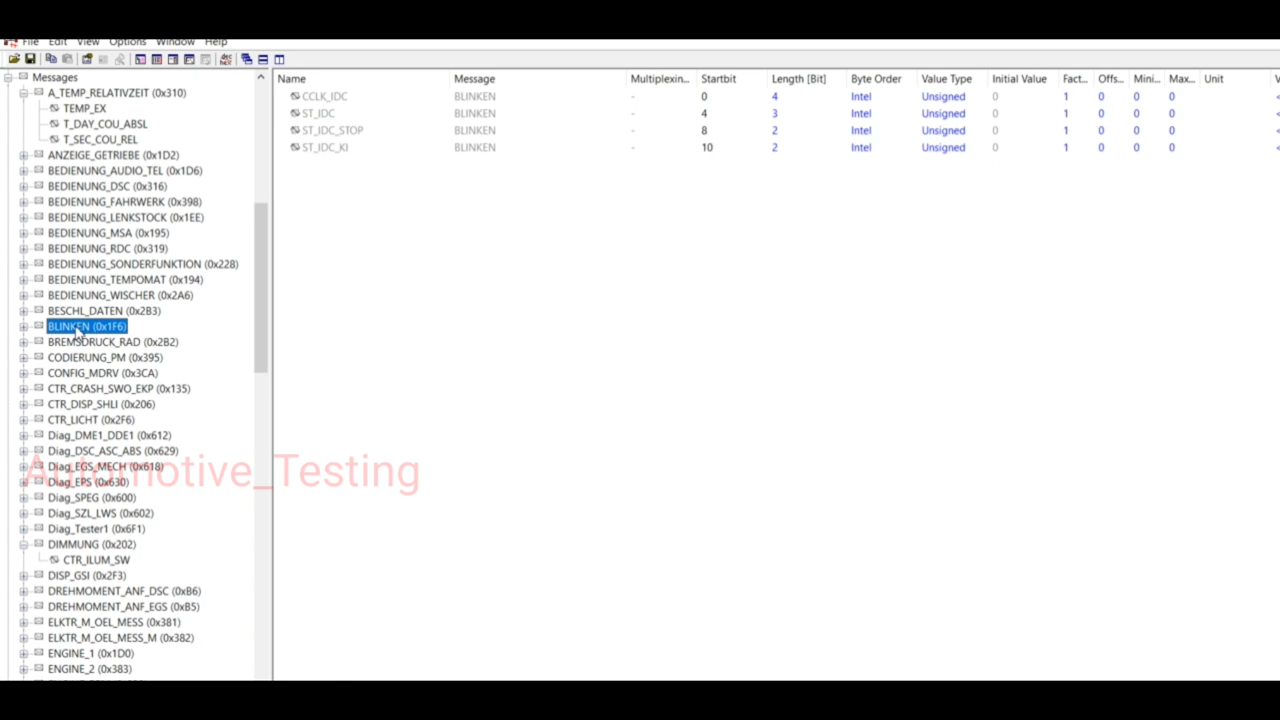 File Edit View Options Window Help
Messages
A_TEMP_RELATIVZEIT (0x310)
TEMP_EX
T_DAY_COU_ABSL
T_SEC_COU_REL
ANZEIGE_GETRIEBE (0x1D2)
BEDIENUNG_AUDIO_TEL (0x1D6)
BEDIENUNG_DSC (0x316)
BEDIENUNG_FAHRWERK (0x398)
BEDIENUNG_LENKSTOCK (0x1EE)
BEDIENUNG_MSA (0x195)
BEDIENUNG_RDC (0x319)
BEDIENUNG_SONDERFUNKTION (0x228)
BEDIENUNG_TEMPOMAT (0x194)
BEDIENUNG_WISCHER (0x2A6)
BESCHL_DATEN (0x2B3)
BLINKEN (0x1F6)
BREMSDRUCK_RAD (0x2B2)
CODIERUNG_PM (0x395)
CONFIG_MDRV (0x3CA)
CTR_CRASH_SWO_EKP (0x135)
CTR_DISP_SHLI (0x206)
CTR_LICHT (0x2F6)
Diag_DME1_DDE1 (0x612)
Diag_DSC_ASC_ABS (0x629)
Diag_EGS_MECH (0x618)
Diag_EPS (0x630)
Diag_SPEG (0x600)
Diag_SZL_LWS (0x602)
Diag_Tester1 (0x6F1)
DIMMUNG (0x202)
CTR_ILUM_SW
DISP_GSI (0x2F3)
DREHMOMENT_ANF_DSC (0xB6)
DREHMOMENT_ANF_EGS (0xB5)
ELKTR_M_OEL_MESS (0x381)
ELKTR_M_OEL_MESS_M (0x382)
ENGINE_1 (0x1D0)
ENGINE_2 (0x383)
Name Message Multiplexin... Startbit Length [Bit] Byte Order Value Type Initial Value Fact... Offs... Mini... Max... Unit V
CCLK_IDC BLINKEN - 0 4 Intel Unsigned 0 1 0 0 0 <
ST_IDC BLINKEN - 4 3 Intel Unsigned 0 1 0 0 0 <
ST_IDC_STOP BLINKEN - 8 2 Intel Unsigned 0 1 0 0 0 <
ST_IDC_KI BLINKEN - 10 2 Intel Unsigned 0 1 0 0 0 <
Automotive_Testing